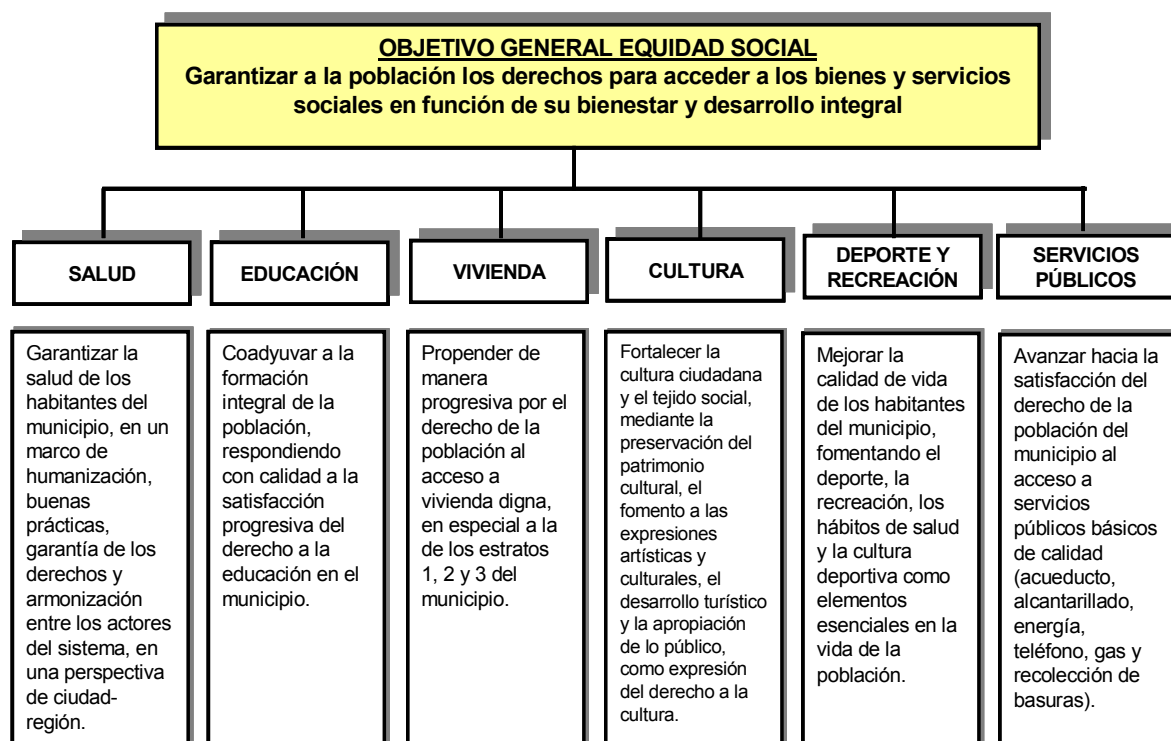 OBJETIVO GENERAL EQUIDAD SOCIAL
Garantizar a la población los derechos para acceder a los bienes y servicios
sociales en función de su bienestar y desarrollo integral
SALUD
EDUCACIÓN
VIVIENDA
CULTURA
DEPORTE Y
RECREACIÓN
SERVICIOS
PÚBLICOS
Garantizar la
salud de los
habitantes del
municipio, en un
marco de
humanización,
buenas
prácticas,
garantía de los
derechos y
armonización
entre los actores
del sistema, en
una perspectiva
de ciudad-
región.
Coadyuvar a la
formación
integral de la
población,
respondiendo
con calidad a la
satisfacción
progresiva del
derecho a la
educación en el
municipio.
Propender de
manera
progresiva por el
derecho de la
población al
acceso a
vivienda digna,
en especial a la
de los estratos
1, 2 y 3 del
municipio.
Fortalecer la
cultura ciudadana
y el tejido social,
mediante la
preservación del
patrimonio
cultural, el
fomento a las
expresiones
artísticas y
culturales, el
desarrollo turístico
y la apropiación
de lo público,
como expresión
del derecho a la
cultura.
Mejorar la
calidad de vida
de los habitantes
del municipio,
fomentando el
deporte, la
recreación, los
hábitos de salud
y la cultura
deportiva como
elementos
esenciales en la
vida de la
población.
Avanzar hacia la
satisfacción del
derecho de la
población del
municipio al
acceso a
servicios
públicos básicos
de calidad
(acueducto,
alcantarillado,
energía,
teléfono, gas y
recolección de
basuras).